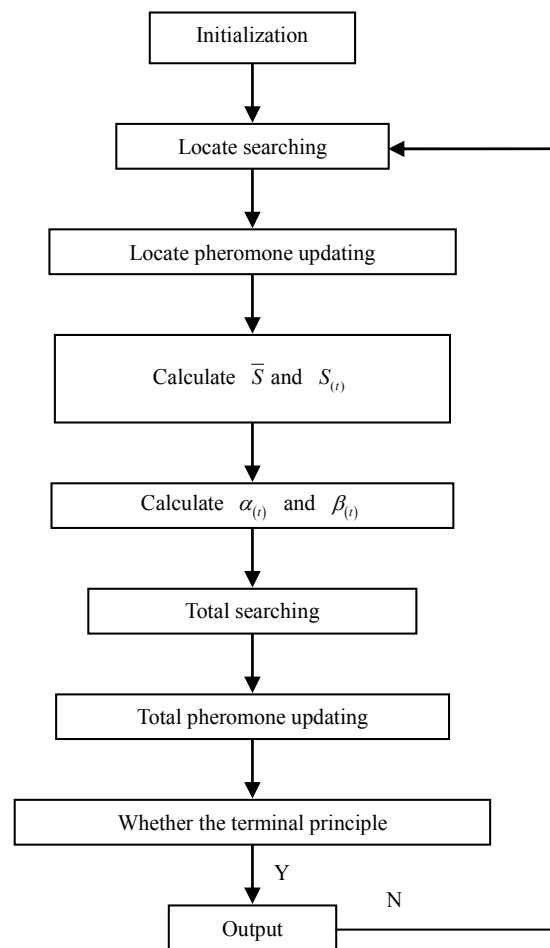 Initialization
Locate searching
Locate pheromone updating
Calculate S̅ and S(t)
Calculate α(t) and β(t)
Total searching
Total pheromone updating
Whether the terminal principle
Y
N
Output